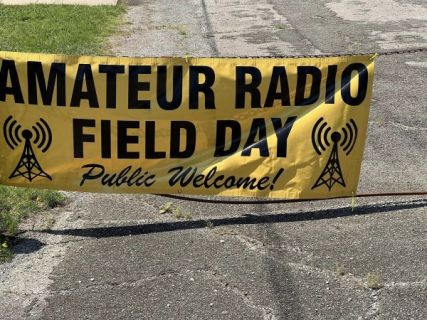 AMATEUR RADIO
FIELD DAY
Public Welcome!